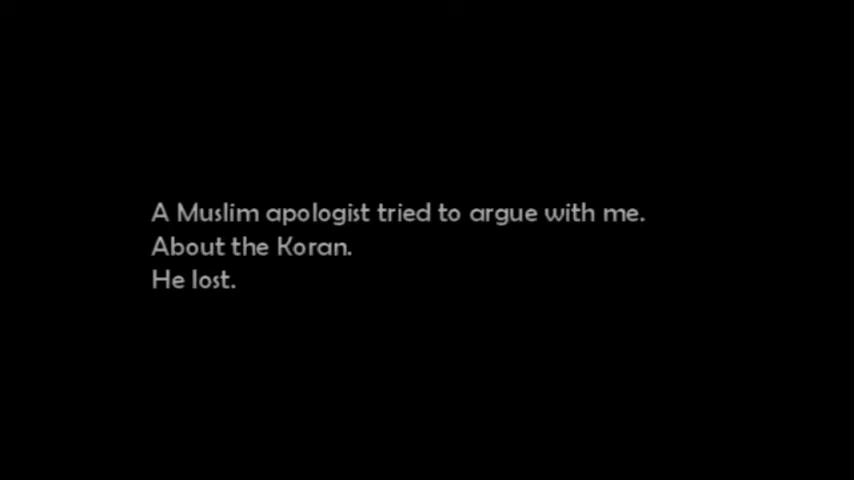 A Muslim apologist tried to argue with me.
About the Koran.
He lost.